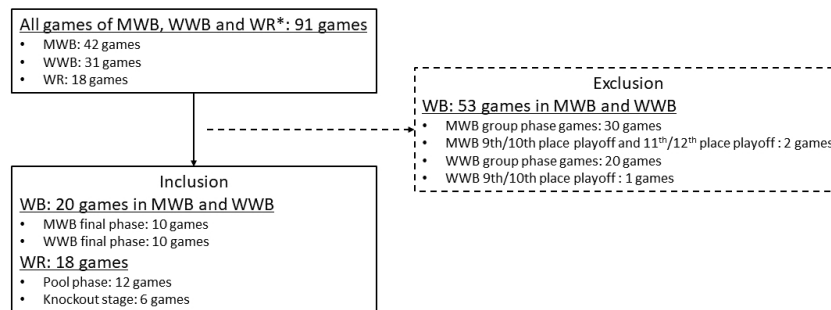 All games of MWB, WWB and WR*: 91 games
• MWB: 42 games
• WWB: 31 games
• WR: 18 games
Exclusion
WB: 53 games in MWB and WWB
• MWB group phase games: 30 games
• MWB 9th/10th place playoff and 11th/12th place playoff : 2 games
• WWB group phase games: 20 games
• WWB 9th/10th place playoff : 1 games
Inclusion
WB: 20 games in MWB and WWB
• MWB final phase: 10 games
• WWB final phase: 10 games
WR: 18 games
• Pool phase: 12 games
• Knockout stage: 6 games